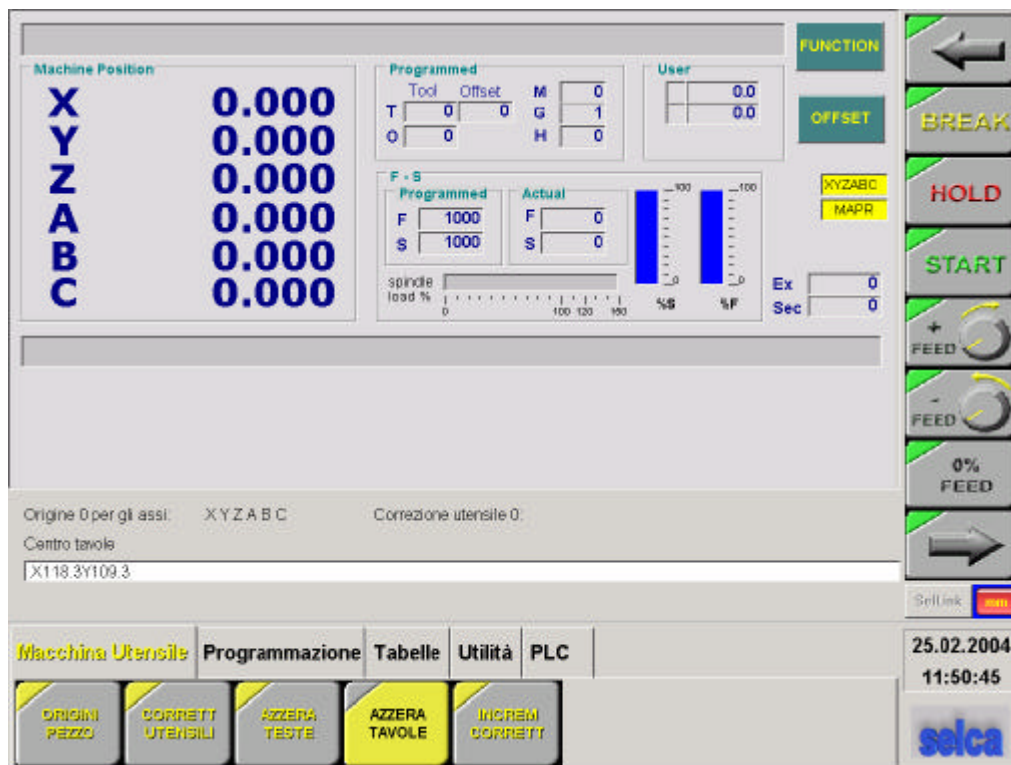 FUNCTION
OFFSET
Machine Position
X 0.000
Y 0.000
Z 0.000
A 0.000
B 0.000
C 0.000
Programmed
Tool Offset
T 0 0
O 0
M 0
G 1
H 0
User
0.0
0.0
XYZABC
MAPR
F - S
Programmed
F 1000
S 1000
Actual
F 0
S 0
spindle
load %
0 100 120 160
100
0
%S
100
0
%F
Ex 0
Sec 0
Origine 0 per gli assi: X Y Z A B C Correzione utensile 0:
Centro tavole
X118.3Y109.3
Macchina Utensile Programmazione Tabelle Utilità PLC
ORIGINI
PEZZO
CORRETT
UTENSILI
AZZERA
TESTE
AZZERA
TAVOLE
INCREM
CORRETT
BREAK
HOLD
START
+
FEED
-
FEED
0%
FEED
SelLink mm
25.02.2004
11:50:45
selca